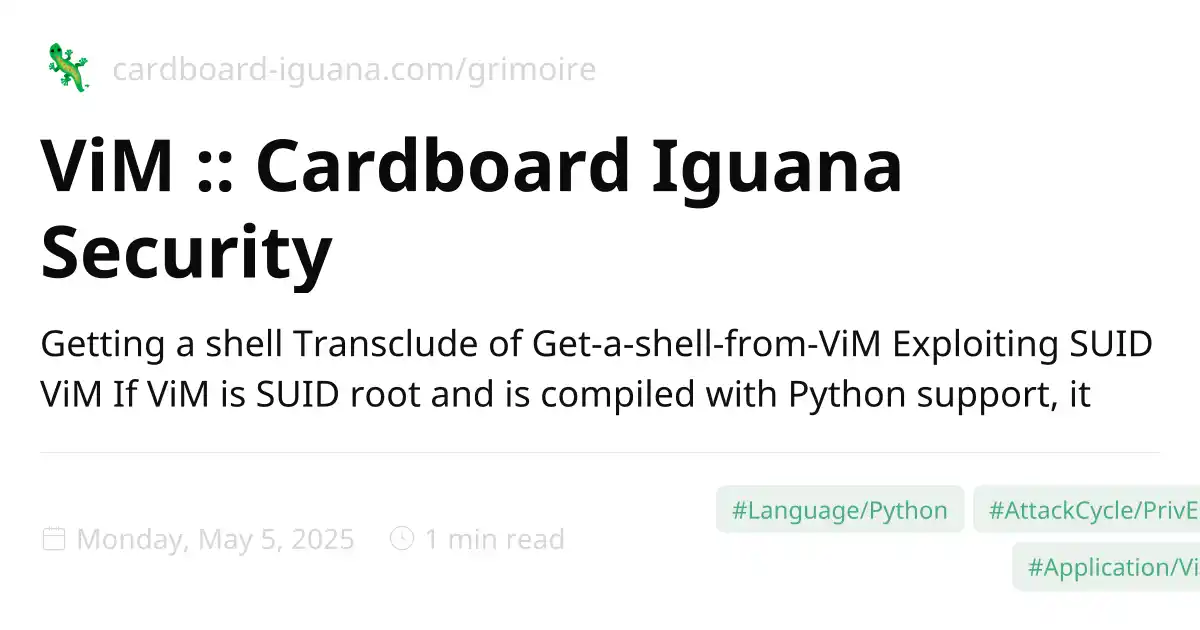 cardboard-iguana.com/grimoire
ViM :: Cardboard Iguana
Security
Getting a shell Transclude of Get-a-shell-from-ViM Exploiting SUID
ViM If ViM is SUID root and is compiled with Python support, it
Monday, May 5, 2025
1 min read
#Language/Python
#AttackCycle/PrivE
#Application/Vi